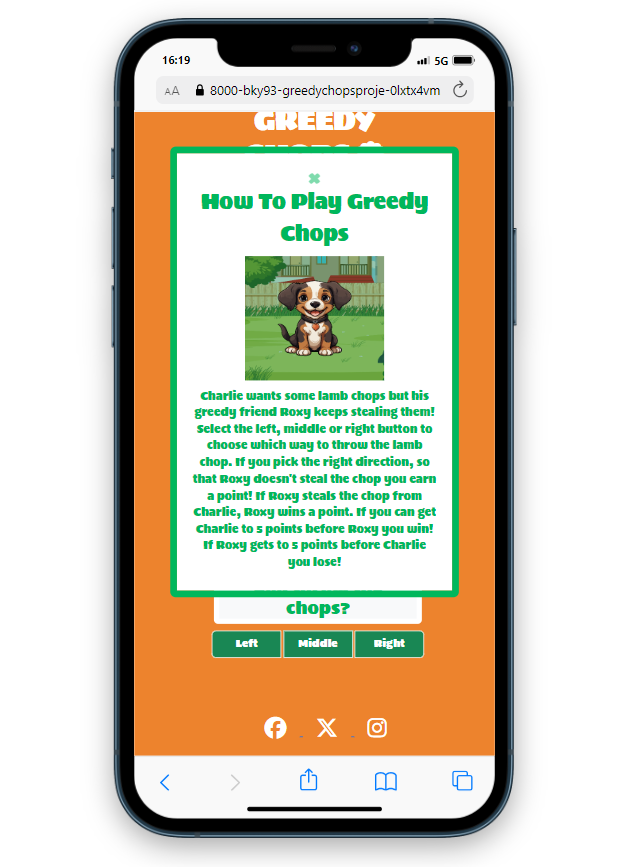 16:19
5G
AA 8000-bky93-greedychopsproje-0lxtx4vm
GREEDY
CHOPS
How To Play Greedy
Chops
Charlie wants some lamb chops but his
greedy friend Roxy keeps stealing them!
Select the left, middle or right button to
choose which way to throw the lamb
chop. If you pick the right direction, so
that Roxy doesn't steal the chop you earn
a point! If Roxy steals the chop from
Charlie, Roxy wins a point. If you can get
Charlie to 5 points before Roxy you win!
If Roxy gets to 5 points before Charlie
you lose!
chops?
Left Middle Right